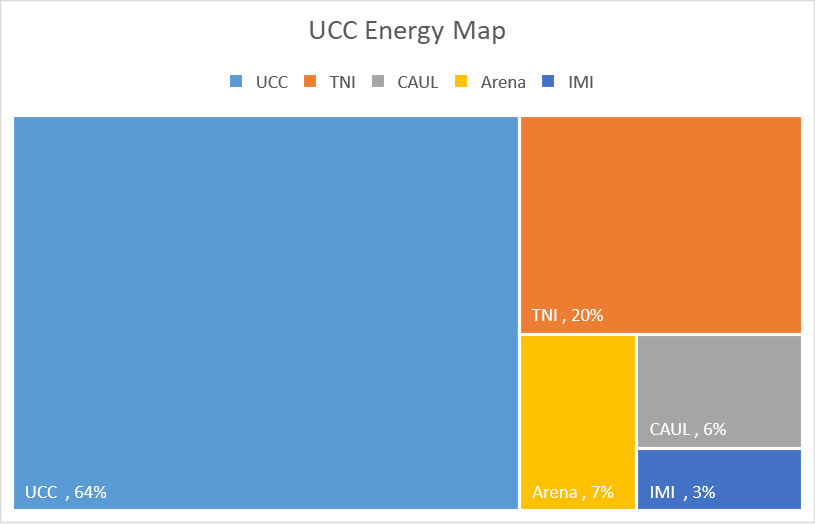 UCC Energy Map
UCC TNI CAUL Arena IMI
TNI , 20%
CAUL , 6%
UCC  , 64%
Arena , 7%
IMI  , 3%